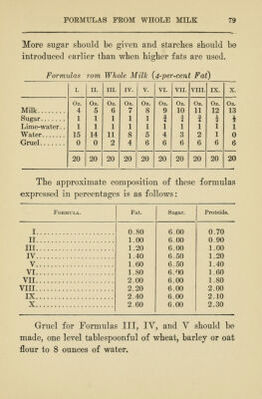 FORMULAS FROM WHOLE MILK 79
More sugar should be given and starches should be
introduced earlier than when higher fats are used.
Formulas rom Whole Milk (4-per-cent Fat)
I. II. III. IV. V. VI. VII. VIII. IX. X.
Oz. Oz. Oz. Oz. Oz. Oz. Oz. Oz. Oz. Oz.
Milk........ 4 5 6 7 8 9 10 11 12 13
Sugar....... 1 1 1 1 1
Lime-water.. 1 1 1 1 1 1 1 1 1 1
Water....... 15 14 11 8 5 4 3 2 1 0
Gruel....... 0 0 2 4 6 6 6 6 6 6
20 20 20 20 20 20 20 20 20 20
The approximate composition of these formulas
expressed in percentages is as follows:
FORMULA. Fat. Sugar. Proteids.
I 0.80 6.00 0.70
II 1.00 6.00 0.90
III 1.20 6.00 1.00
IV 1.40 6.50 1.20
V 1.60 6.50 1.40
VI 1.80 6.00 1.60
VII 2.00 6.00 1.80
VIII 2.20 6.00 2.00
IX 2.40 6.00 2.10
X 2.60 6.00 2.30
Gruel for Formulas III, IV, and V should be
made, one level tablespoonful of wheat, barley or oat
flour to 8 ounces of water.